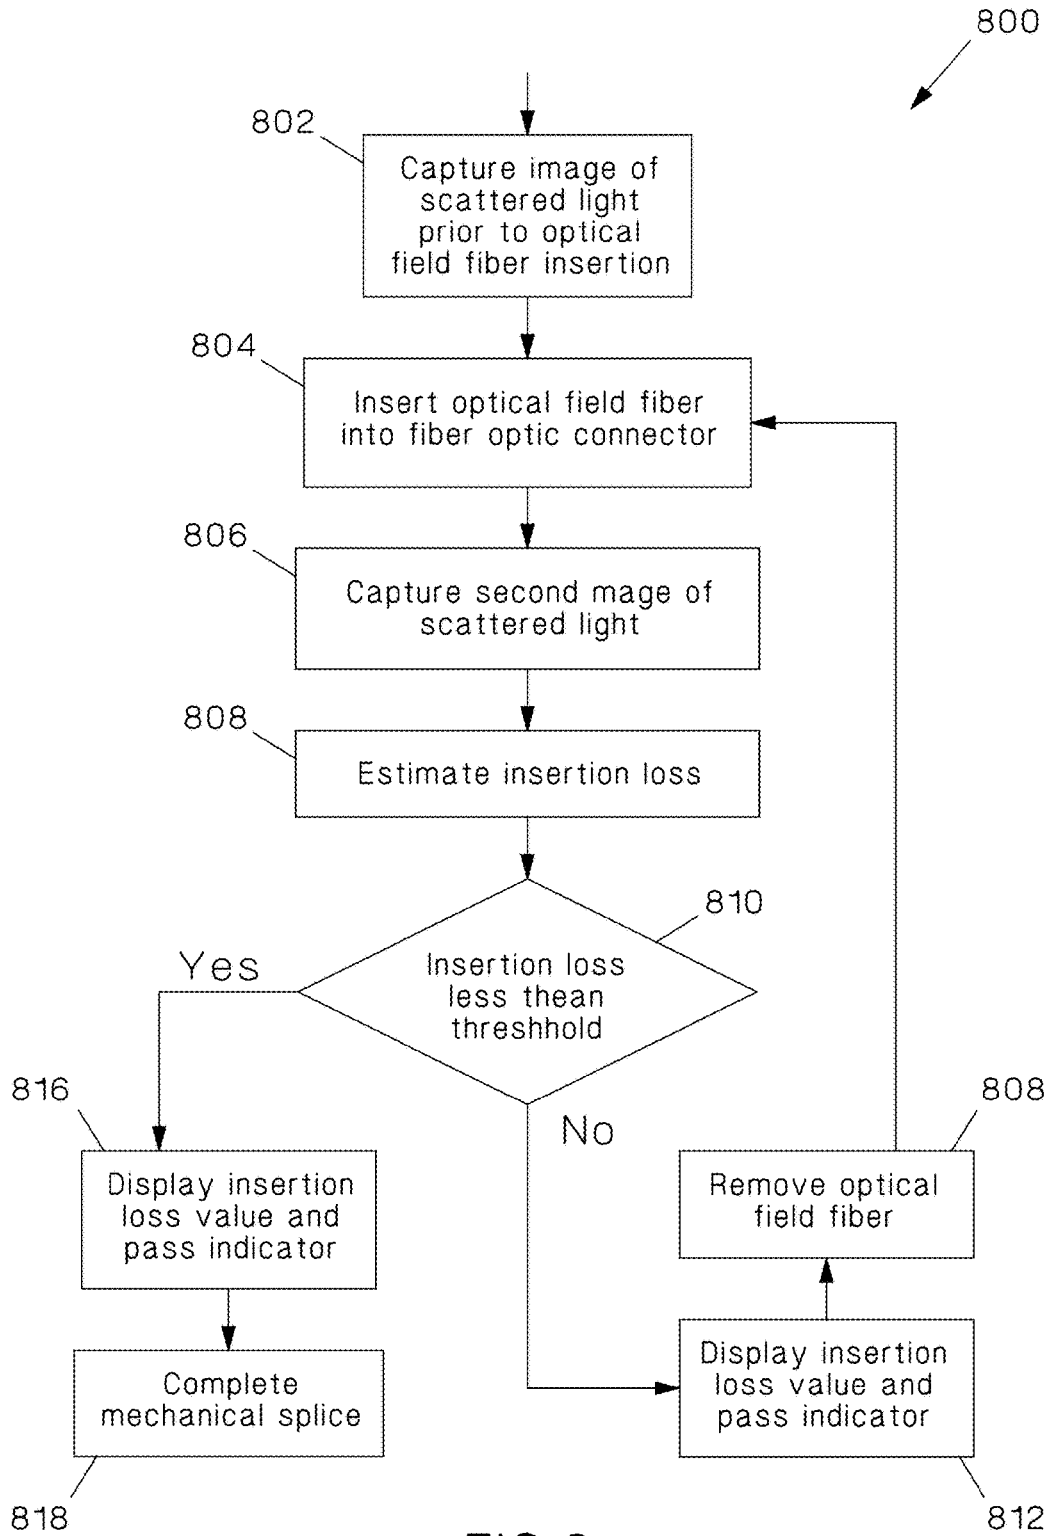 800
802
Capture image of
scattered light
prior to optical
field fiber insertion
804
Insert optical field fiber
into fiber optic connector
806
Capture second mage of
scattered light
808
Estimate insertion loss
810
Insertion loss
less thean
threshhold
Yes
No
816
Display insertion
loss value and
pass indicator
808
Remove optical
field fiber
Complete
mechanical splice
818
Display insertion
loss value and
pass indicator
812